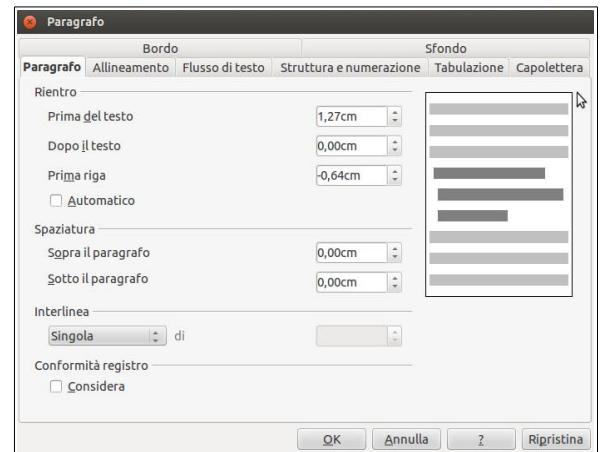 Paragrafo
Bordo Sfondo
Paragrafo Allineamento Flusso di testo Struttura e numerazione Tabulazione Capolettera
Rientro
Prima del testo 1,27cm
Dopo il testo 0,00cm
Prima riga -0,64cm
Automatico
Spaziatura
Sopra il paragrafo 0,00cm
Sotto il paragrafo 0,00cm
Interlinea
Singola di
Conformità registro
Considera
OK Annulla ? Ripristina